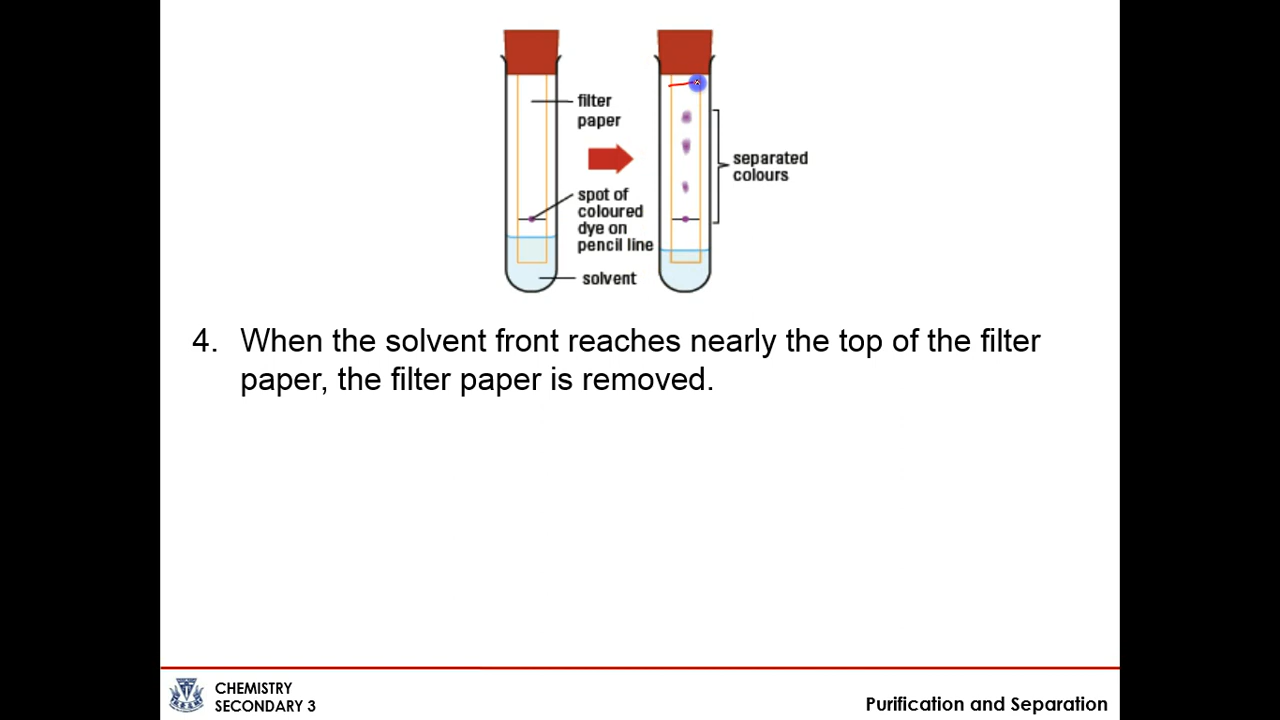 filter
paper
spot of
coloured
dye on
pencil line
solvent
separated
colours
4. When the solvent front reaches nearly the top of the filter
paper, the filter paper is removed.
CHEMISTRY
SECONDARY 3
Purification and Separation